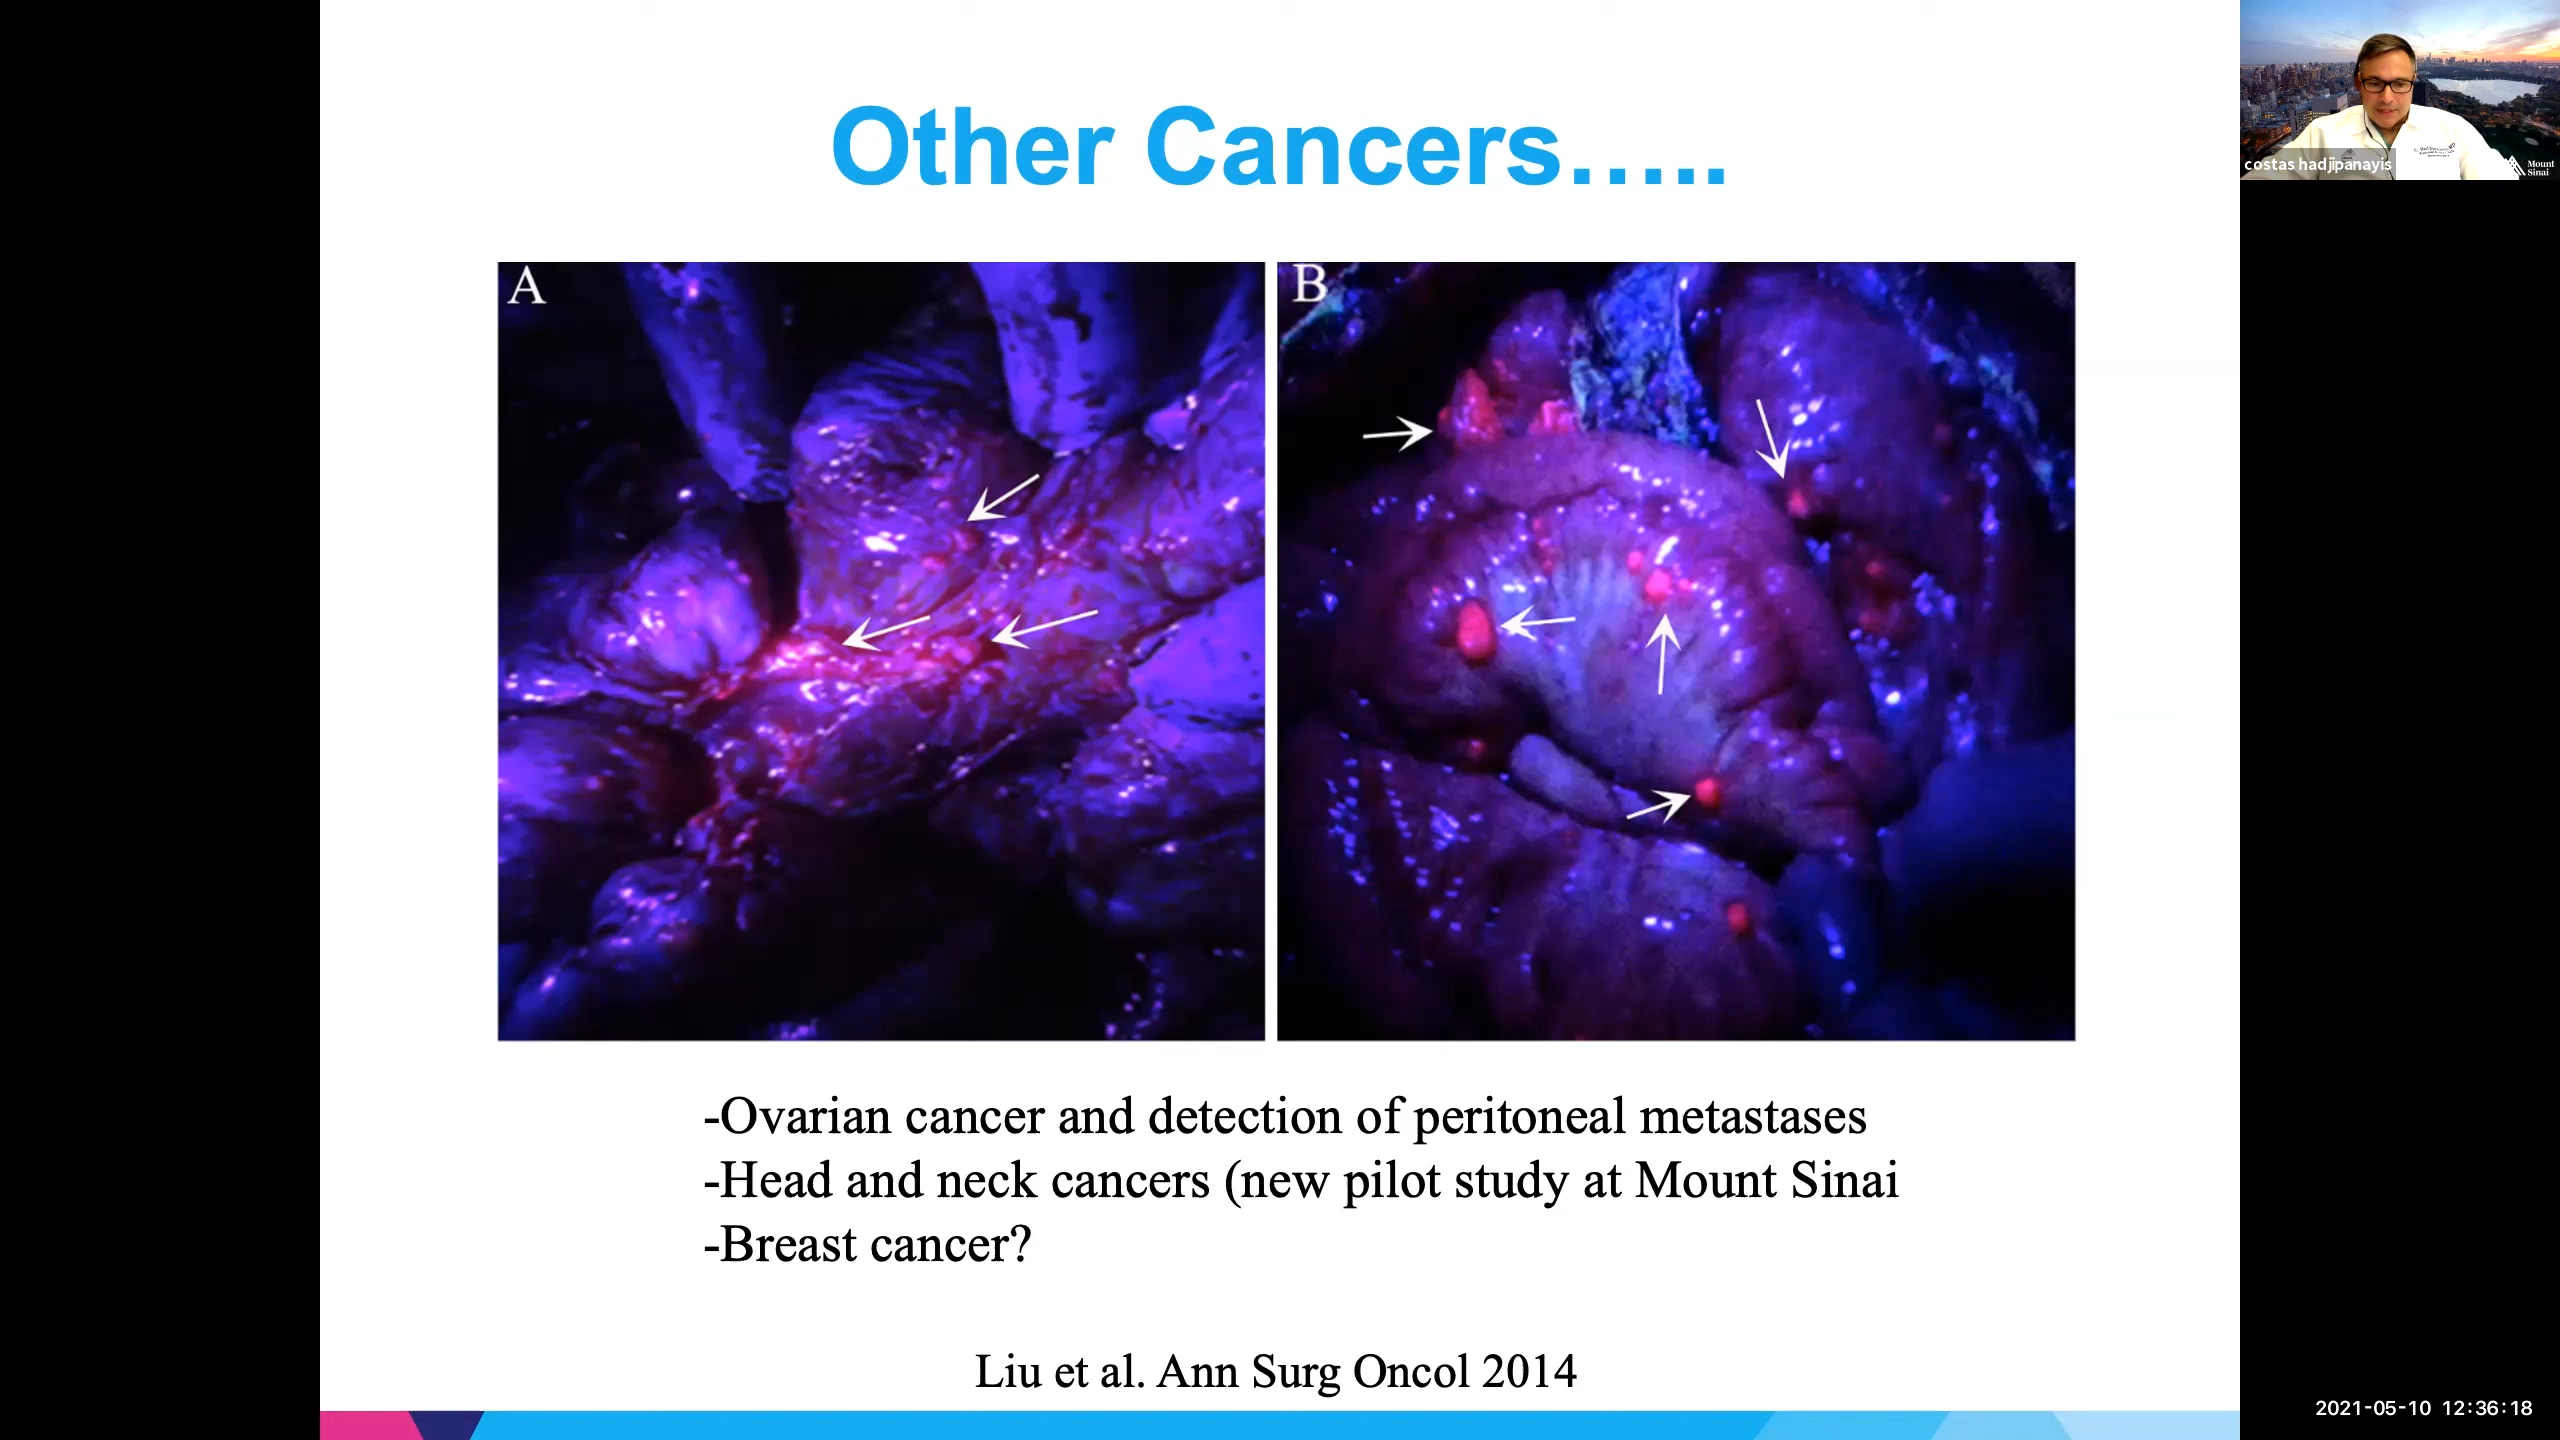 Other Cancers…..
A
B
-Ovarian cancer and detection of peritoneal metastases
-Head and neck cancers (new pilot study at Mount Sinai
-Breast cancer?
Liu et al. Ann Surg Oncol 2014
costas hadjipanayis
Mount
Sinai
2021-05-10 12:36:18